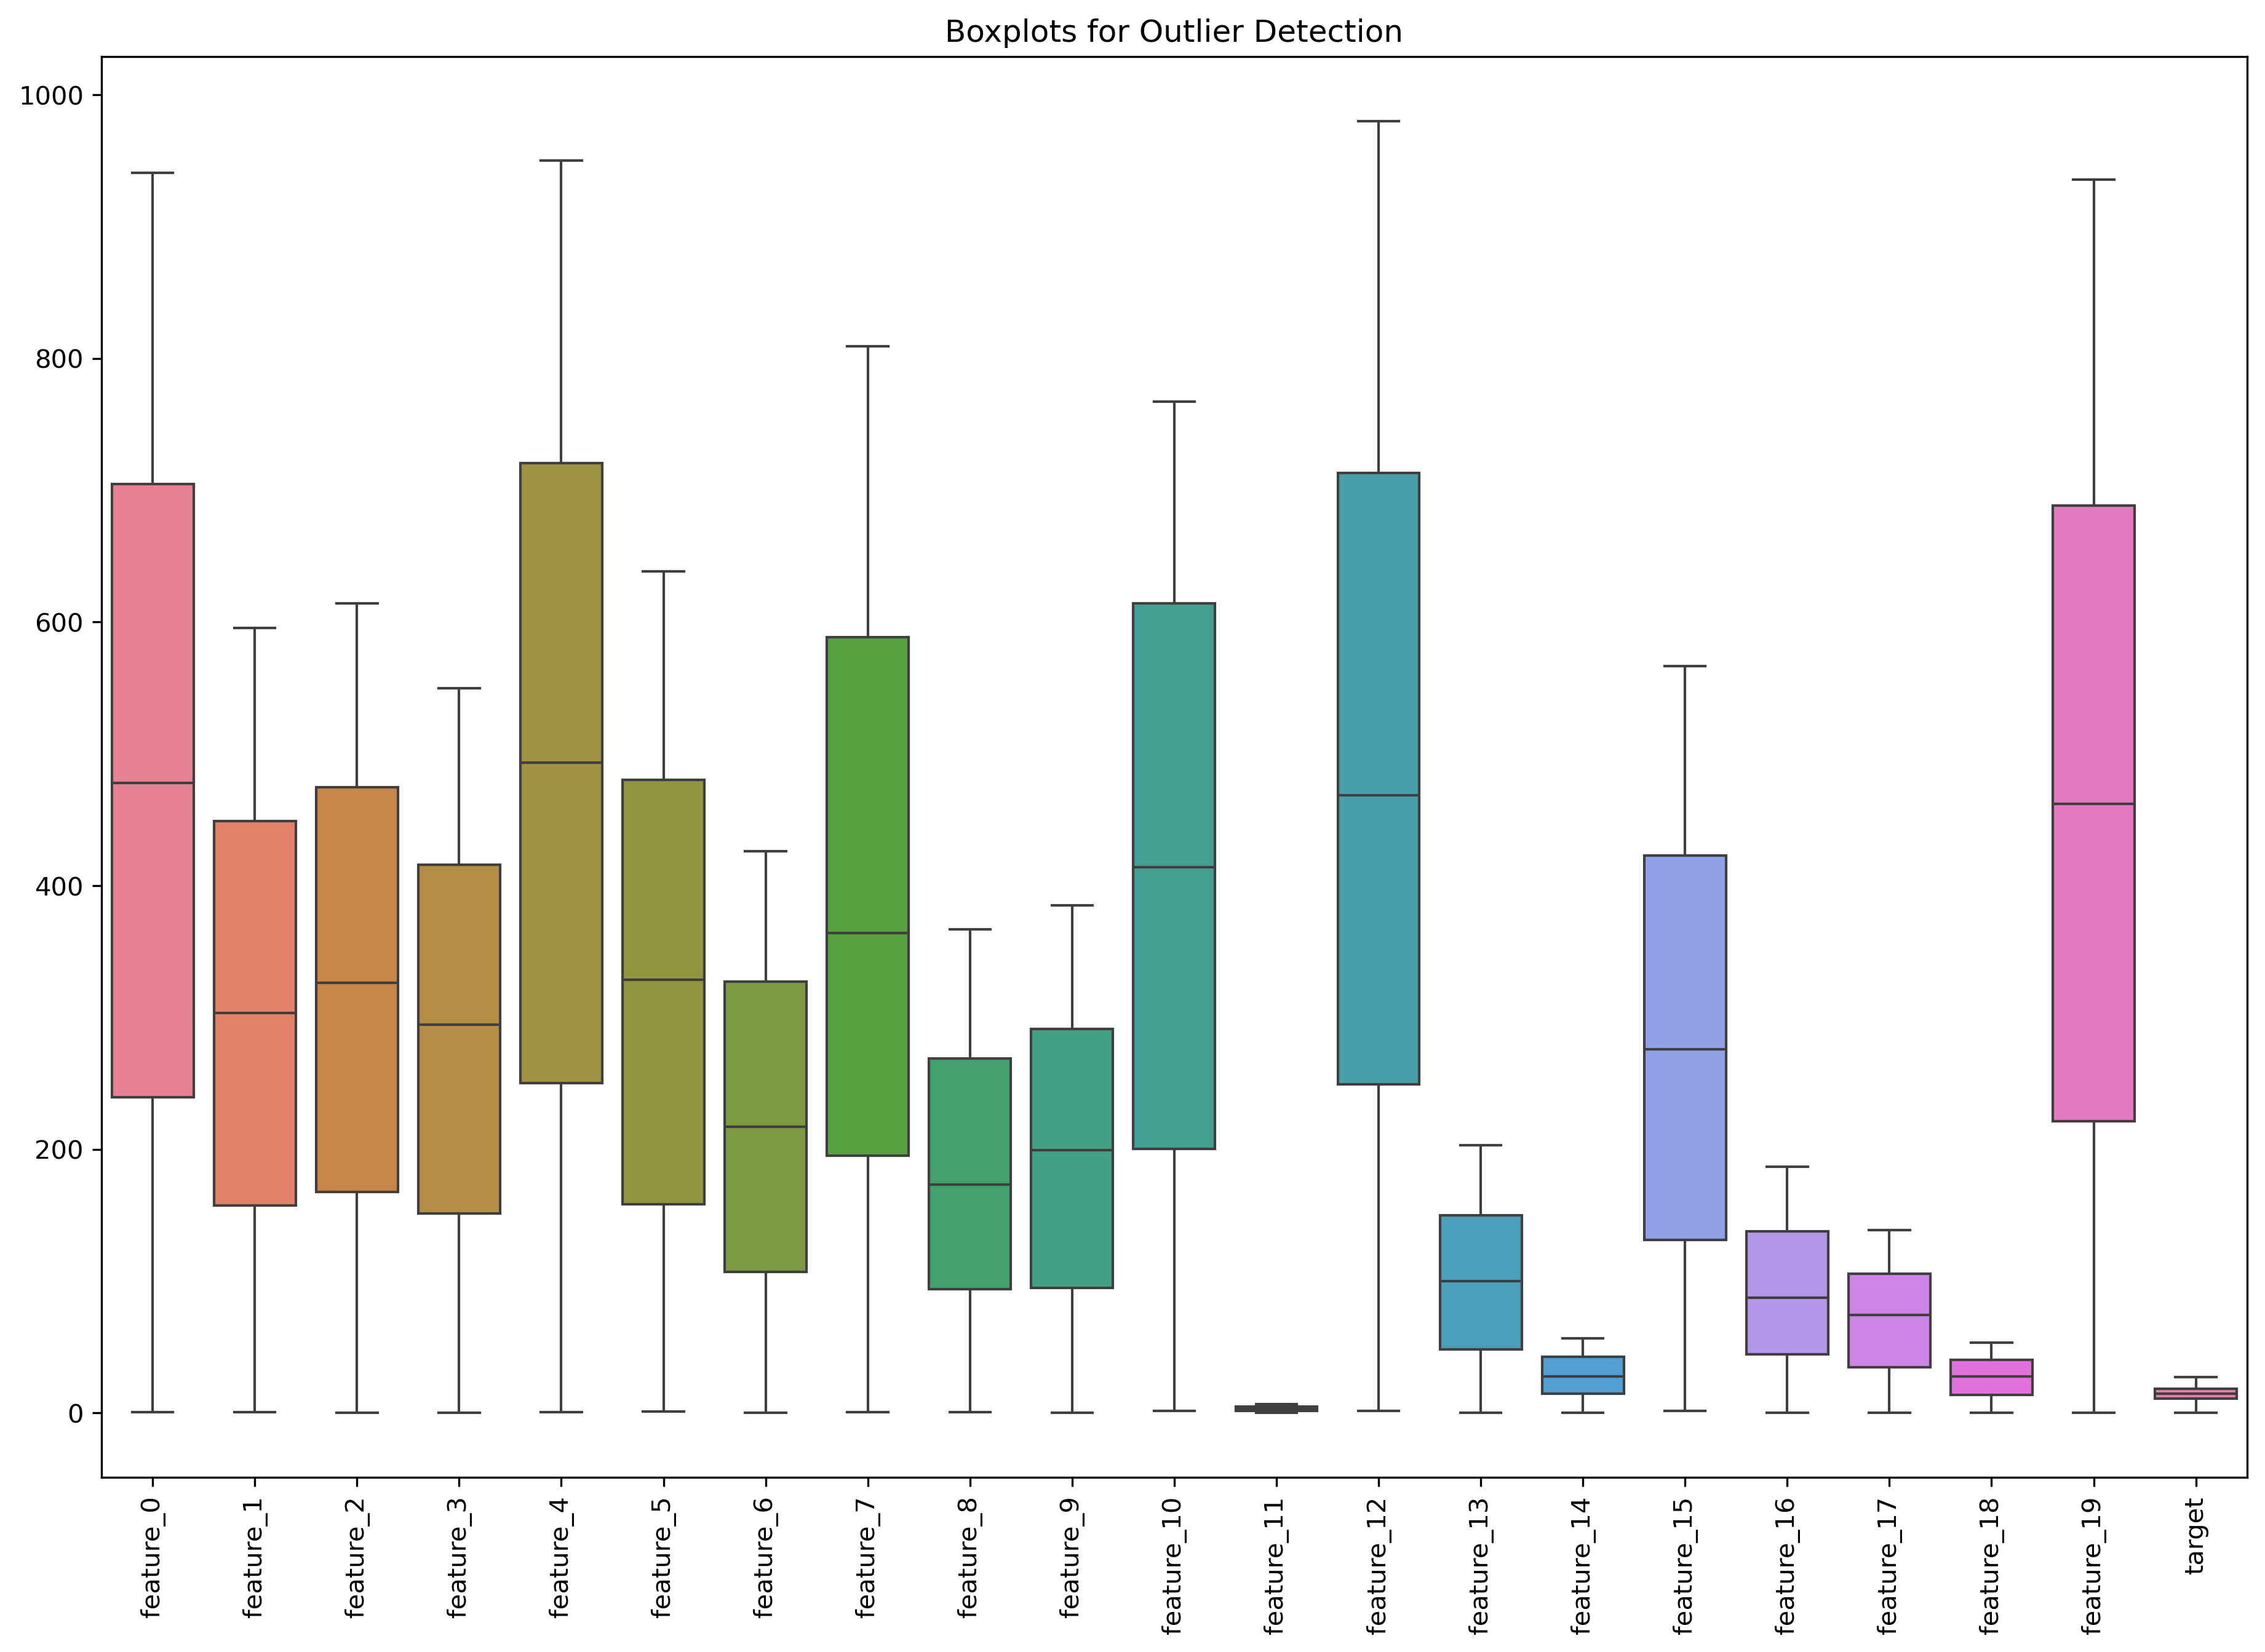 Boxplots for Outlier Detection
1000
800
600
400
200
0
feature_0
feature_1
feature_2
feature_3
feature_4
feature_5
feature_6
feature_7
feature_8
feature_9
feature_10
feature_11
feature_12
feature_13
feature_14
feature_15
feature_16
feature_17
feature_18
feature_19
target